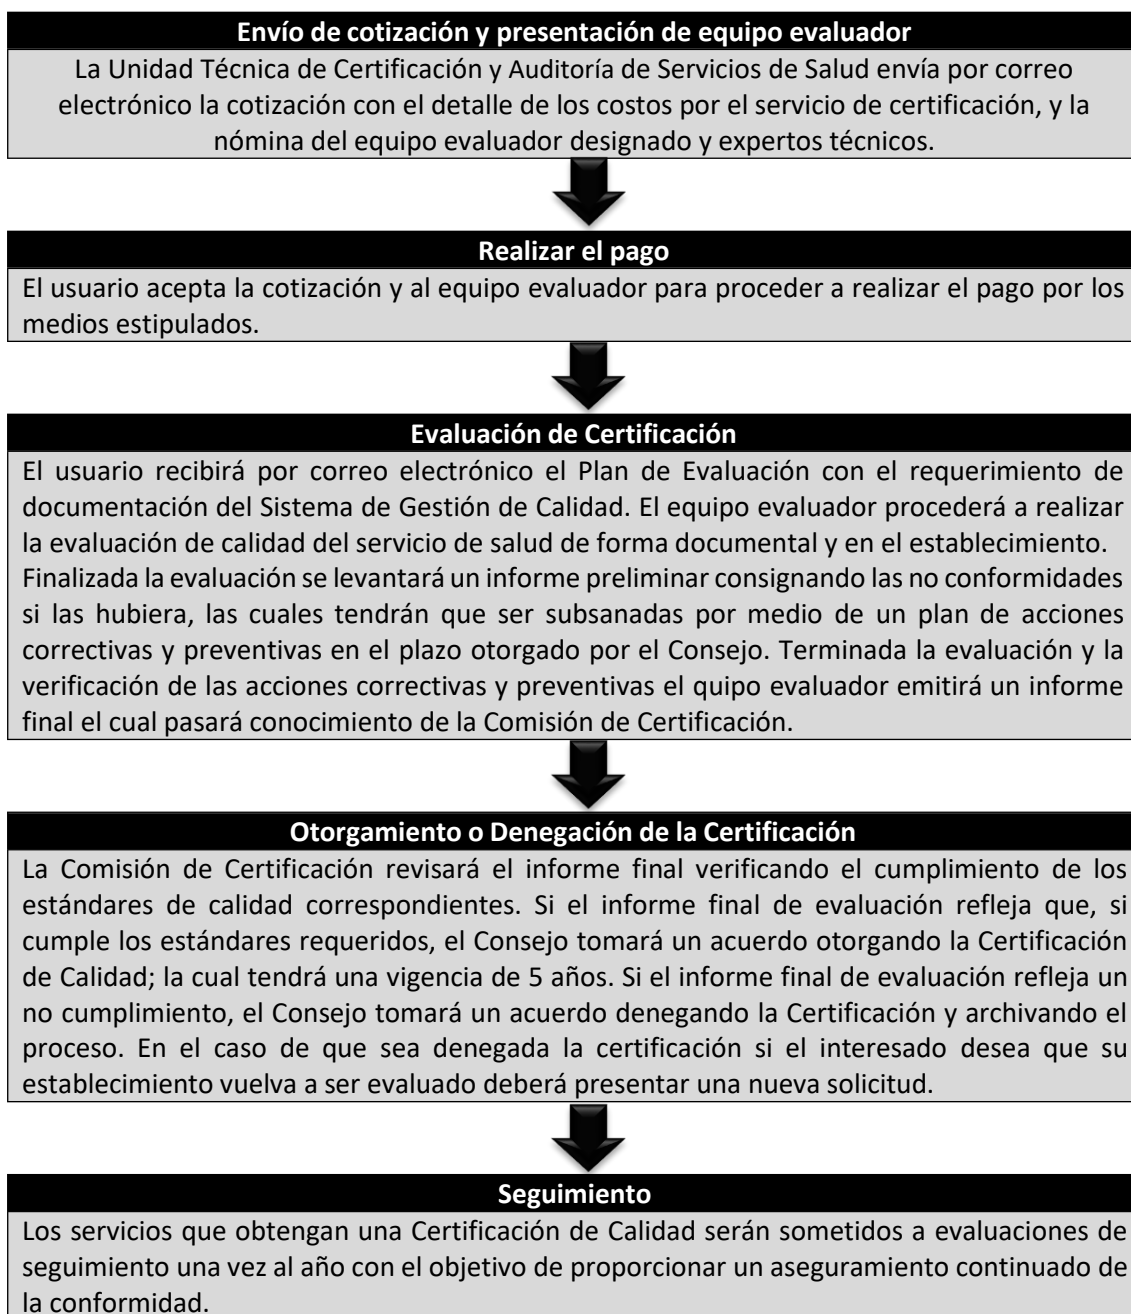 Envío de cotización y presentación de equipo evaluador
La Unidad Técnica de Certificación y Auditoría de Servicios de Salud envía por correo
electrónico la cotización con el detalle de los costos por el servicio de certificación, y la
nómina del equipo evaluador designado y expertos técnicos.
Realizar el pago
El usuario acepta la cotización y al equipo evaluador para proceder a realizar el pago por los
medios estipulados.
Evaluación de Certificación
El usuario recibirá por correo electrónico el Plan de Evaluación con el requerimiento de
documentación del Sistema de Gestión de Calidad. El equipo evaluador procederá a realizar
la evaluación de calidad del servicio de salud de forma documental y en el establecimiento.
Finalizada la evaluación se levantará un informe preliminar consignando las no conformidades
si las hubiera, las cuales tendrán que ser subsanadas por medio de un plan de acciones
correctivas y preventivas en el plazo otorgado por el Consejo. Terminada la evaluación y la
verificación de las acciones correctivas y preventivas el quipo evaluador emitirá un informe
final el cual pasará conocimiento de la Comisión de Certificación.
Otorgamiento o Denegación de la Certificación
La Comisión de Certificación revisará el informe final verificando el cumplimiento de los
estándares de calidad correspondientes. Si el informe final de evaluación refleja que, si
cumple los estándares requeridos, el Consejo tomará un acuerdo otorgando la Certificación
de Calidad; la cual tendrá una vigencia de 5 años. Si el informe final de evaluación refleja un
no cumplimiento, el Consejo tomará un acuerdo denegando la Certificación y archivando el
proceso. En el caso de que sea denegada la certificación si el interesado desea que su
establecimiento vuelva a ser evaluado deberá presentar una nueva solicitud.
Seguimiento
Los servicios que obtengan una Certificación de Calidad serán sometidos a evaluaciones de
seguimiento una vez al año con el objetivo de proporcionar un aseguramiento continuado de
la conformidad.